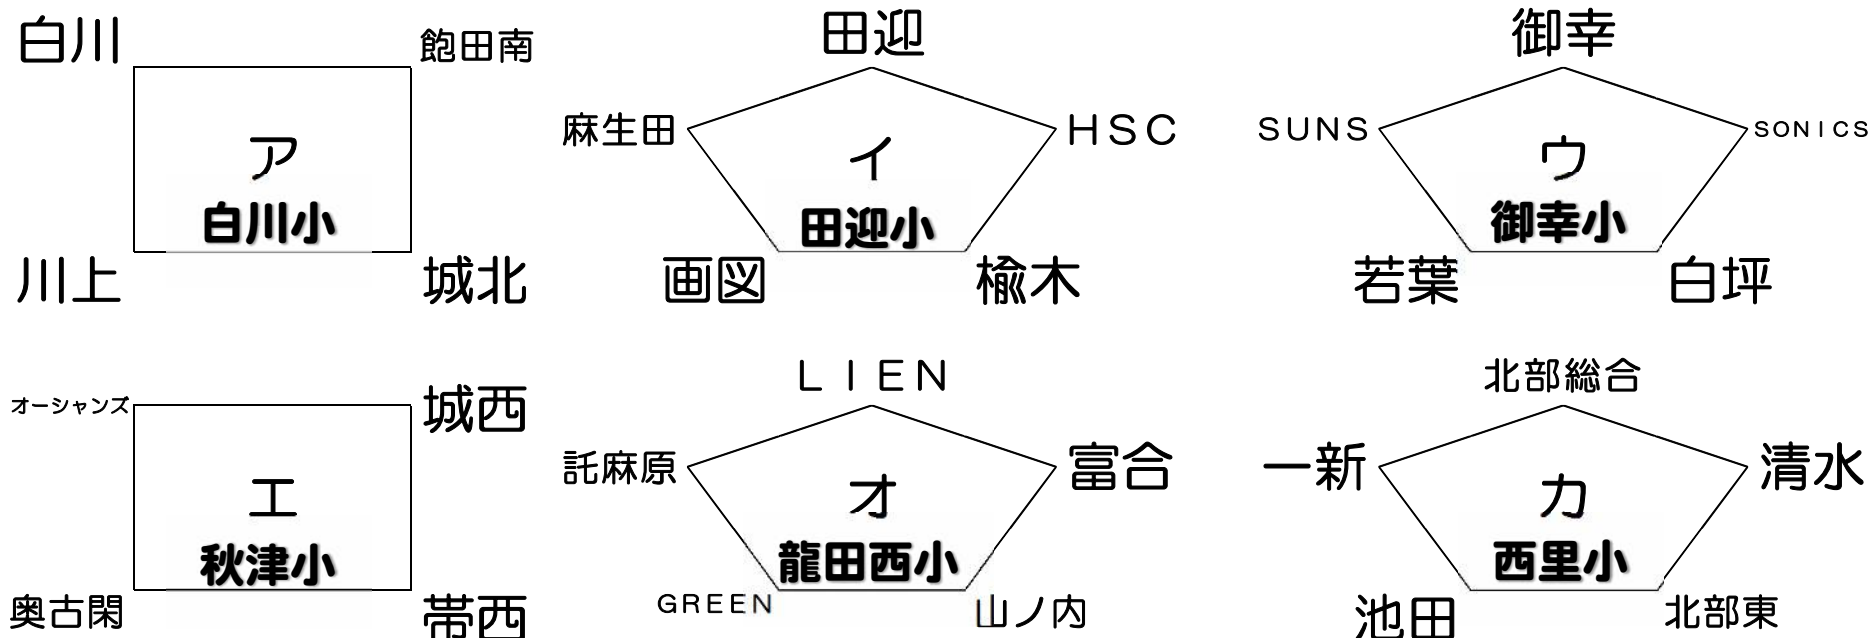 白川
飽田南
ア
白川小
川上
城北
田迎
麻生田
ＨＳＣ
イ
田迎小
画図
楡木
御幸
SUNS
SONICS
ウ
御幸小
若葉
白坪
オーシャンズ
城西
エ
秋津小
奥古閑
帯西
ＬＩＥＮ
託麻原
富合
オ
龍田西小
GREEN
山ノ内
北部総合
一新
清水
カ
西里小
池田
北部東